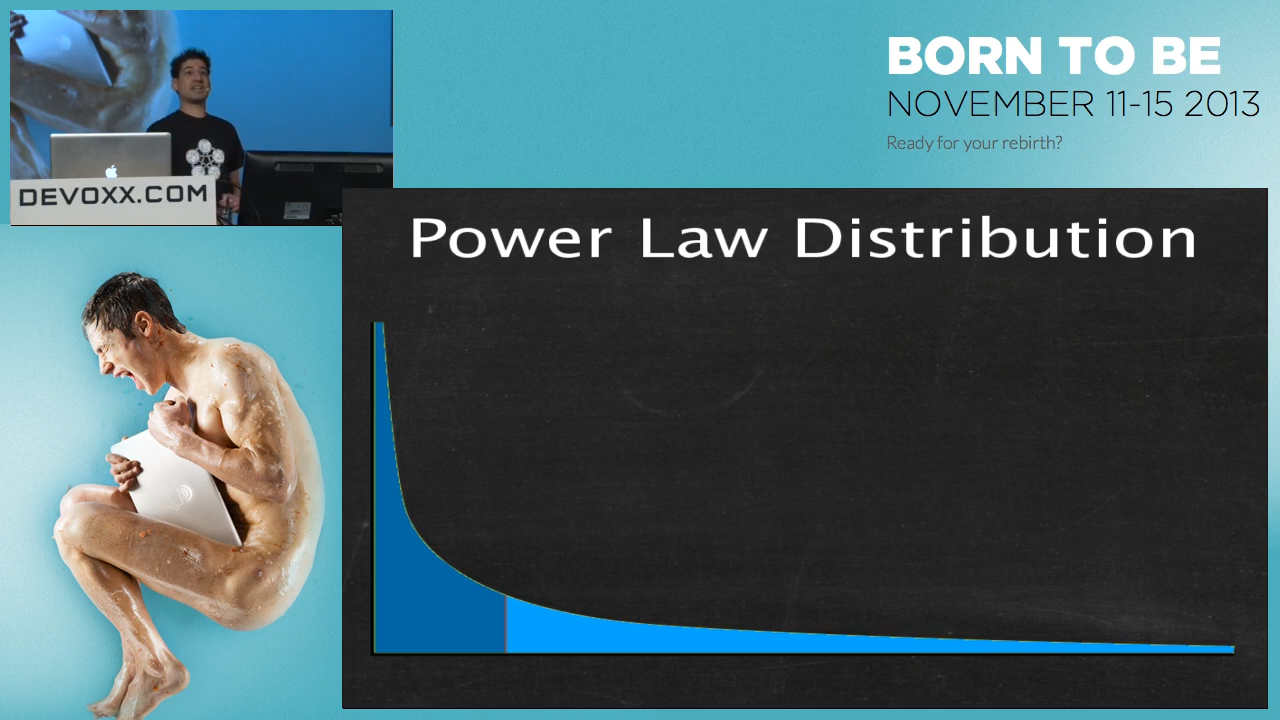 BORN TO BE
NOVEMBER 11-15 2013
Ready for your rebirth?
DEVOXX.COM
Power Law Distribution